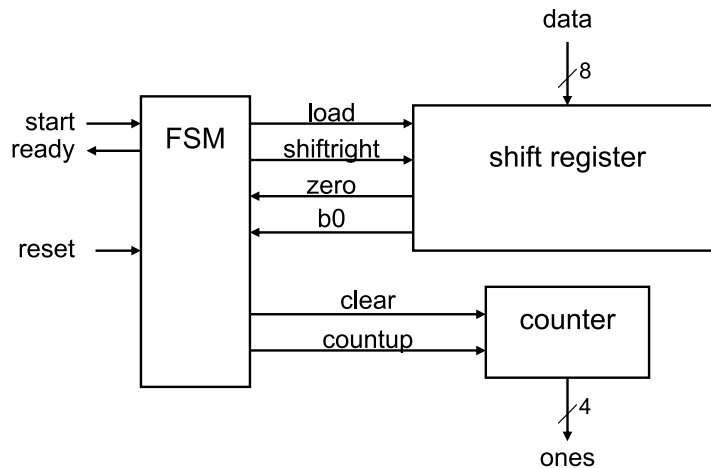 data
8
start
ready
FSM
load
shiftright
zero
b0
shift register
reset
clear
countup
counter
4
ones